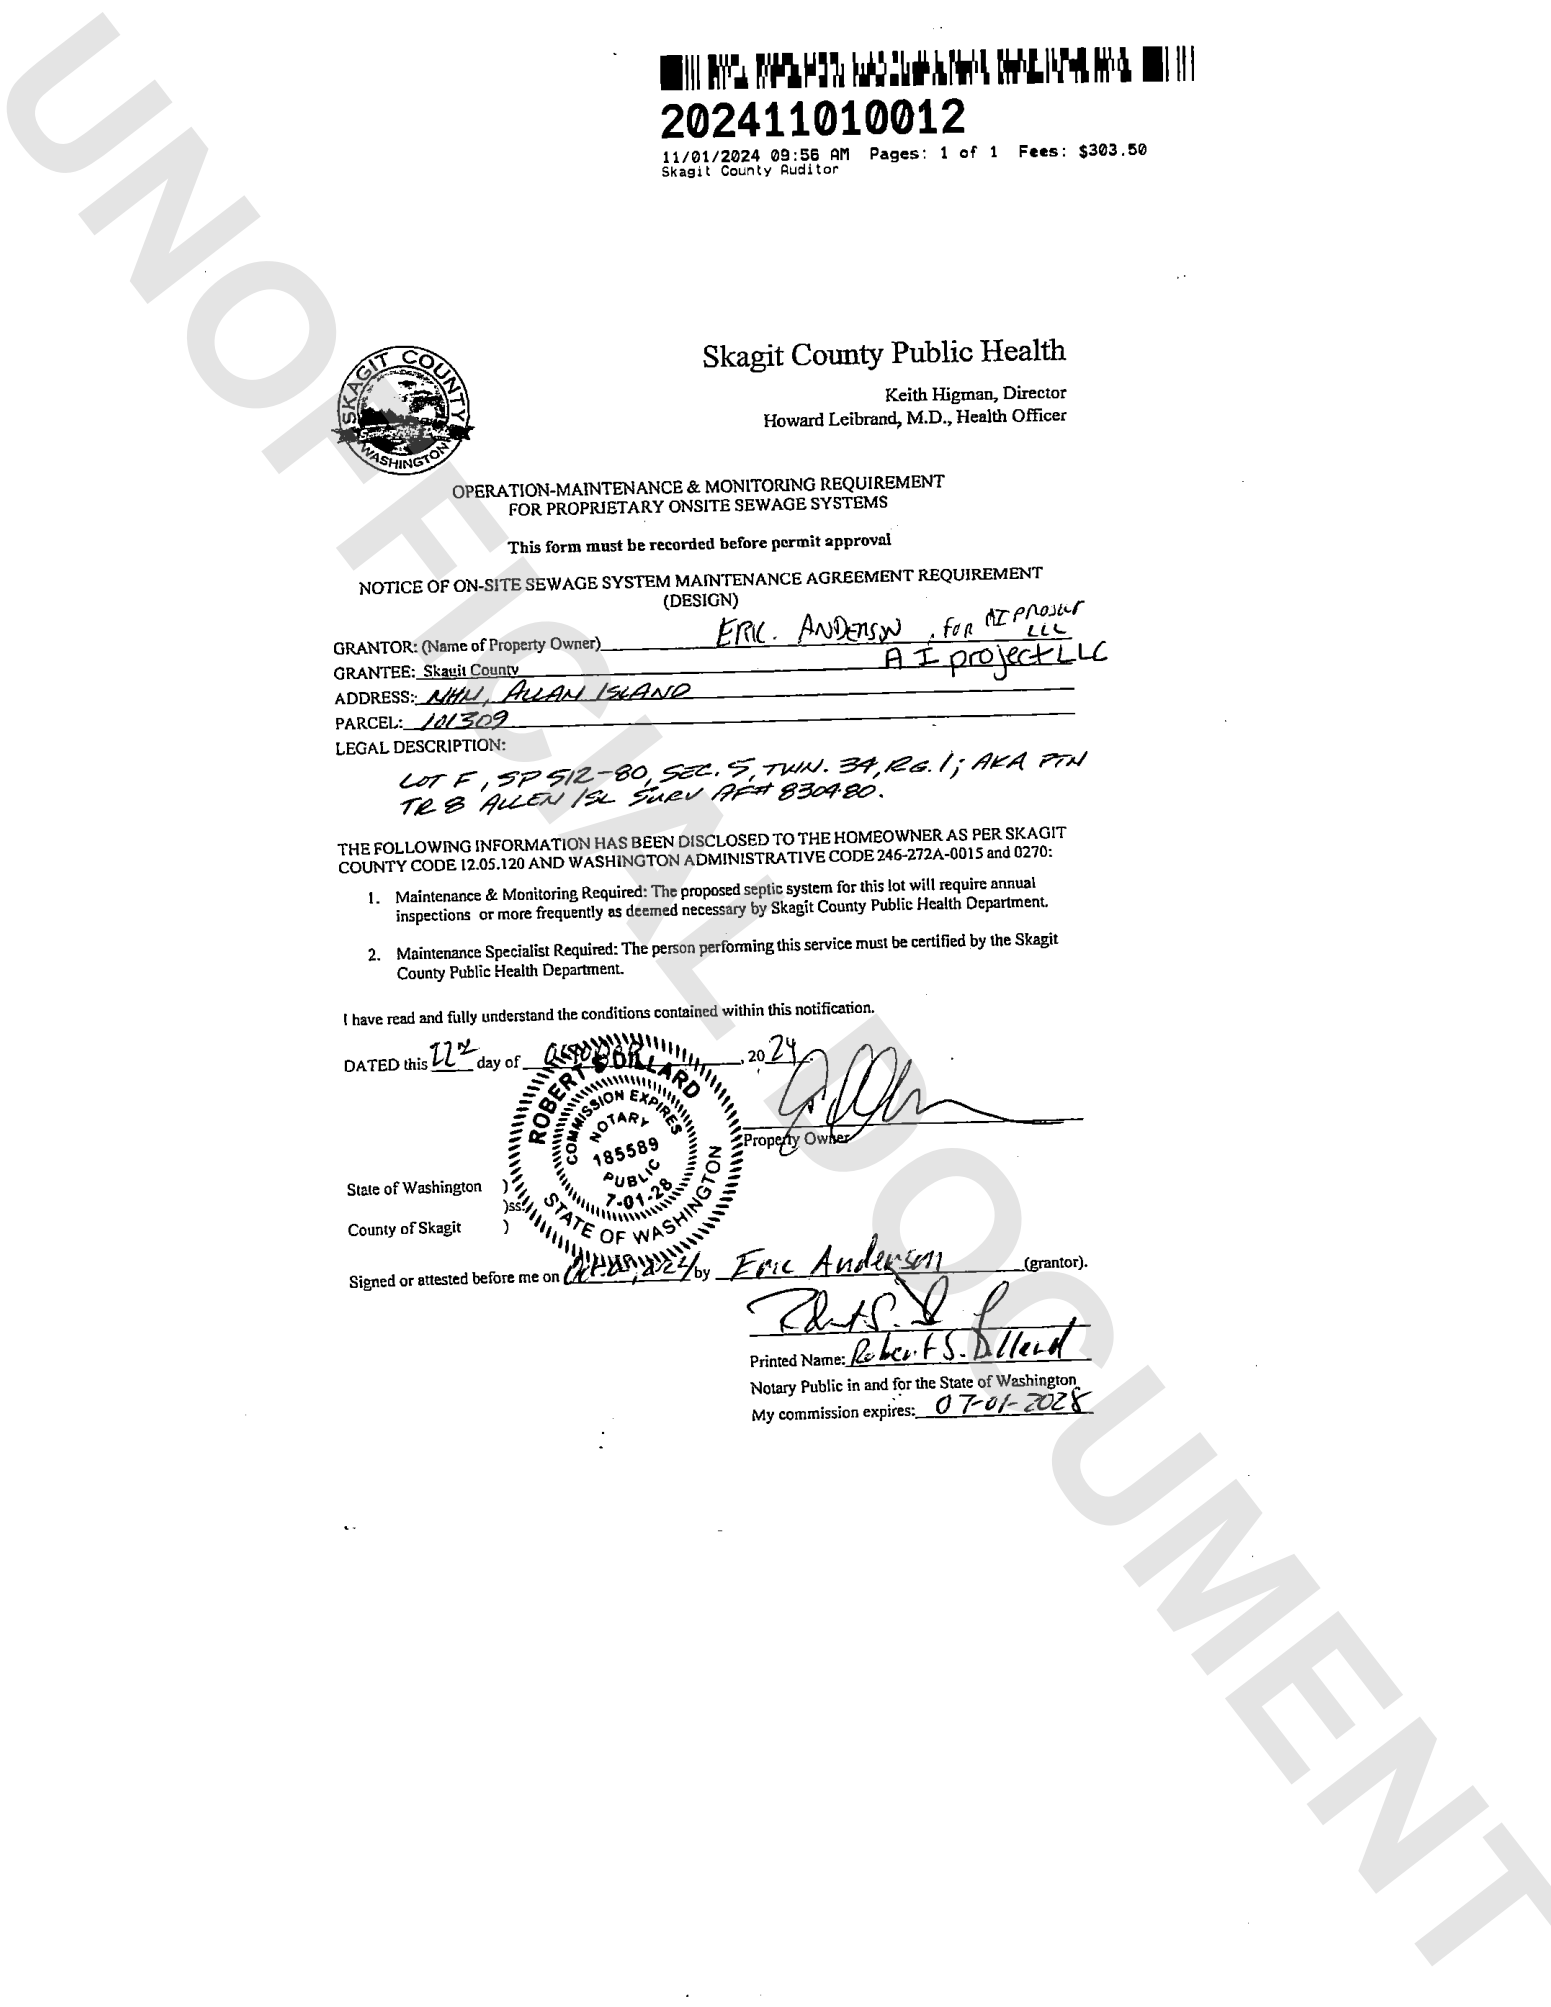 202411010012
11/01/2024 09:56 AM Pages: 1 of 1 Fees: $303.50
Skagit County Auditor
SKAGIT COUNTY
WASHINGTON
Skagit County Public Health
Keith Higman, Director
Howard Leibrand, M.D., Health Officer
OPERATION-MAINTENANCE & MONITORING REQUIREMENT
FOR PROPRIETARY ONSITE SEWAGE SYSTEMS
This form must be recorded before permit approval
NOTICE OF ON-SITE SEWAGE SYSTEM MAINTENANCE AGREEMENT REQUIREMENT
(DESIGN)
GRANTOR: (Name of Property Owner) ERIC. ANDERSON, FOR AI PROJECT LLC
A I project LLC
GRANTEE: Skagit County
ADDRESS: NHN, ALLAN ISLAND
PARCEL: 101309
LEGAL DESCRIPTION:
LOT F, SP 512-80, SEC. 5, TWN. 34, RG. 1; AKA PTN
TR 8 ALLEN ISL SURV AF# 830480.
THE FOLLOWING INFORMATION HAS BEEN DISCLOSED TO THE HOMEOWNER AS PER SKAGIT
COUNTY CODE 12.05.120 AND WASHINGTON ADMINISTRATIVE CODE 246-272A-0015 and 0270:
1. Maintenance & Monitoring Required: The proposed septic system for this lot will require annual
inspections or more frequently as deemed necessary by Skagit County Public Health Department.
2. Maintenance Specialist Required: The person performing this service must be certified by the Skagit
County Public Health Department.
I have read and fully understand the conditions contained within this notification.
DATED this 22nd day of OCTOBER, 2024.
Property Owner
ROBERT S DILLARD
COMMISSION EXPIRES
NOTARY
185589
PUBLIC
7-01-28
STATE OF WASHINGTON
State of Washington )
)ss.
County of Skagit )
Signed or attested before me on 2024 by Eric Anderson (grantor).
Printed Name: Robert S. Dillard
Notary Public in and for the State of Washington
My commission expires: 07-01-2028
UNOFFICIAL DOCUMENT